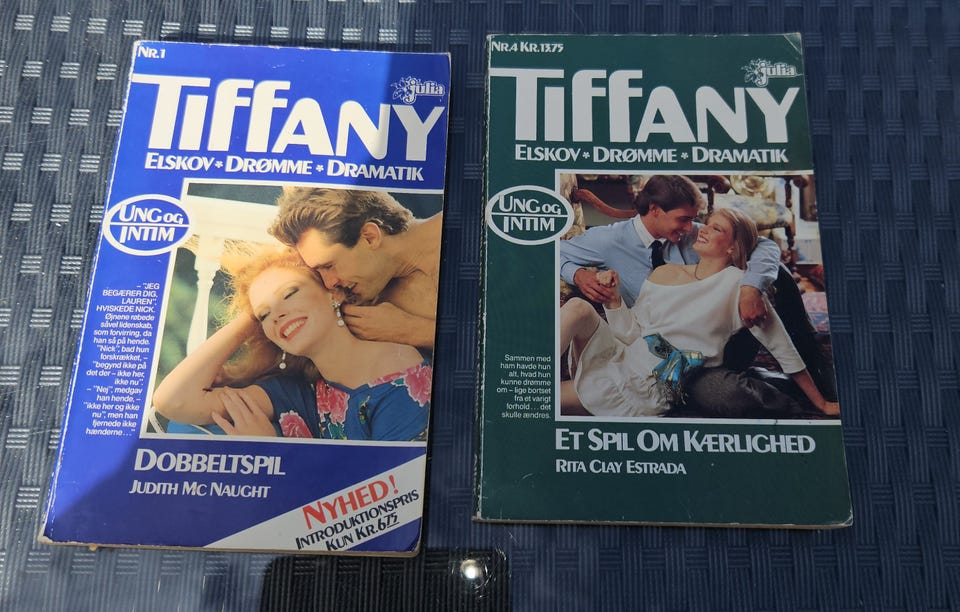 NR.1
julia
TIFFANY
ELSKOV * DRØMME * DRAMATIK
UNG OG
INTIM
– "JEG
BEGÆRER DIG,
LAUREN",
HVISKEDE NICK.
Øjnene røbede
såvel lidenskab,
som forvirring, da
han så på hende.
"Nick", bad hun
forskrækket, –
"begynd ikke på
det der – ikke her,
ikke nu".
– "Nej", medgav
han hende, –
"ikke her og ikke
nu", men han
fjernede ikke
hænderne..."
DOBBELTSPIL
JUDITH MC NAUGHT
NYHED!
INTRODUKTIONSPRIS
KUN KR. 6.75
NR.4 KR. 13.75
julia
TIFFANY
ELSKOV * DRØMME * DRAMATIK
UNG OG
INTIM
Sammen med
ham havde hun
alt, hvad hun
kunne drømme
om – lige bortset
fra et varigt
forhold... det
skulle ændres.
ET SPIL OM KÆRLIGHED
RITA CLAY ESTRADA